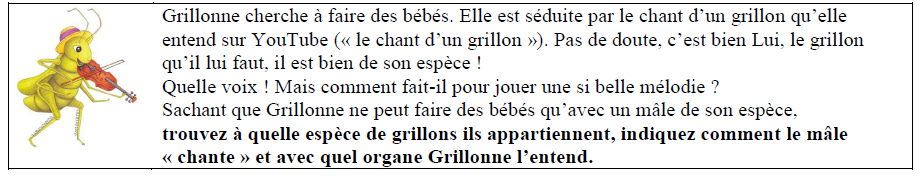 Grillonne cherche à faire des bébés. Elle est séduite par le chant d’un grillon qu’elle
entend sur YouTube (« le chant d’un grillon »). Pas de doute, c’est bien Lui, le grillon
qu’il lui faut, il est bien de son espèce !
Quelle voix ! Mais comment fait-il pour jouer une si belle mélodie ?
Sachant que Grillonne ne peut faire des bébés qu’avec un mâle de son espèce,
trouvez à quelle espèce de grillons ils appartiennent, indiquez comment le mâle
« chante » et avec quel organe Grillonne l’entend.